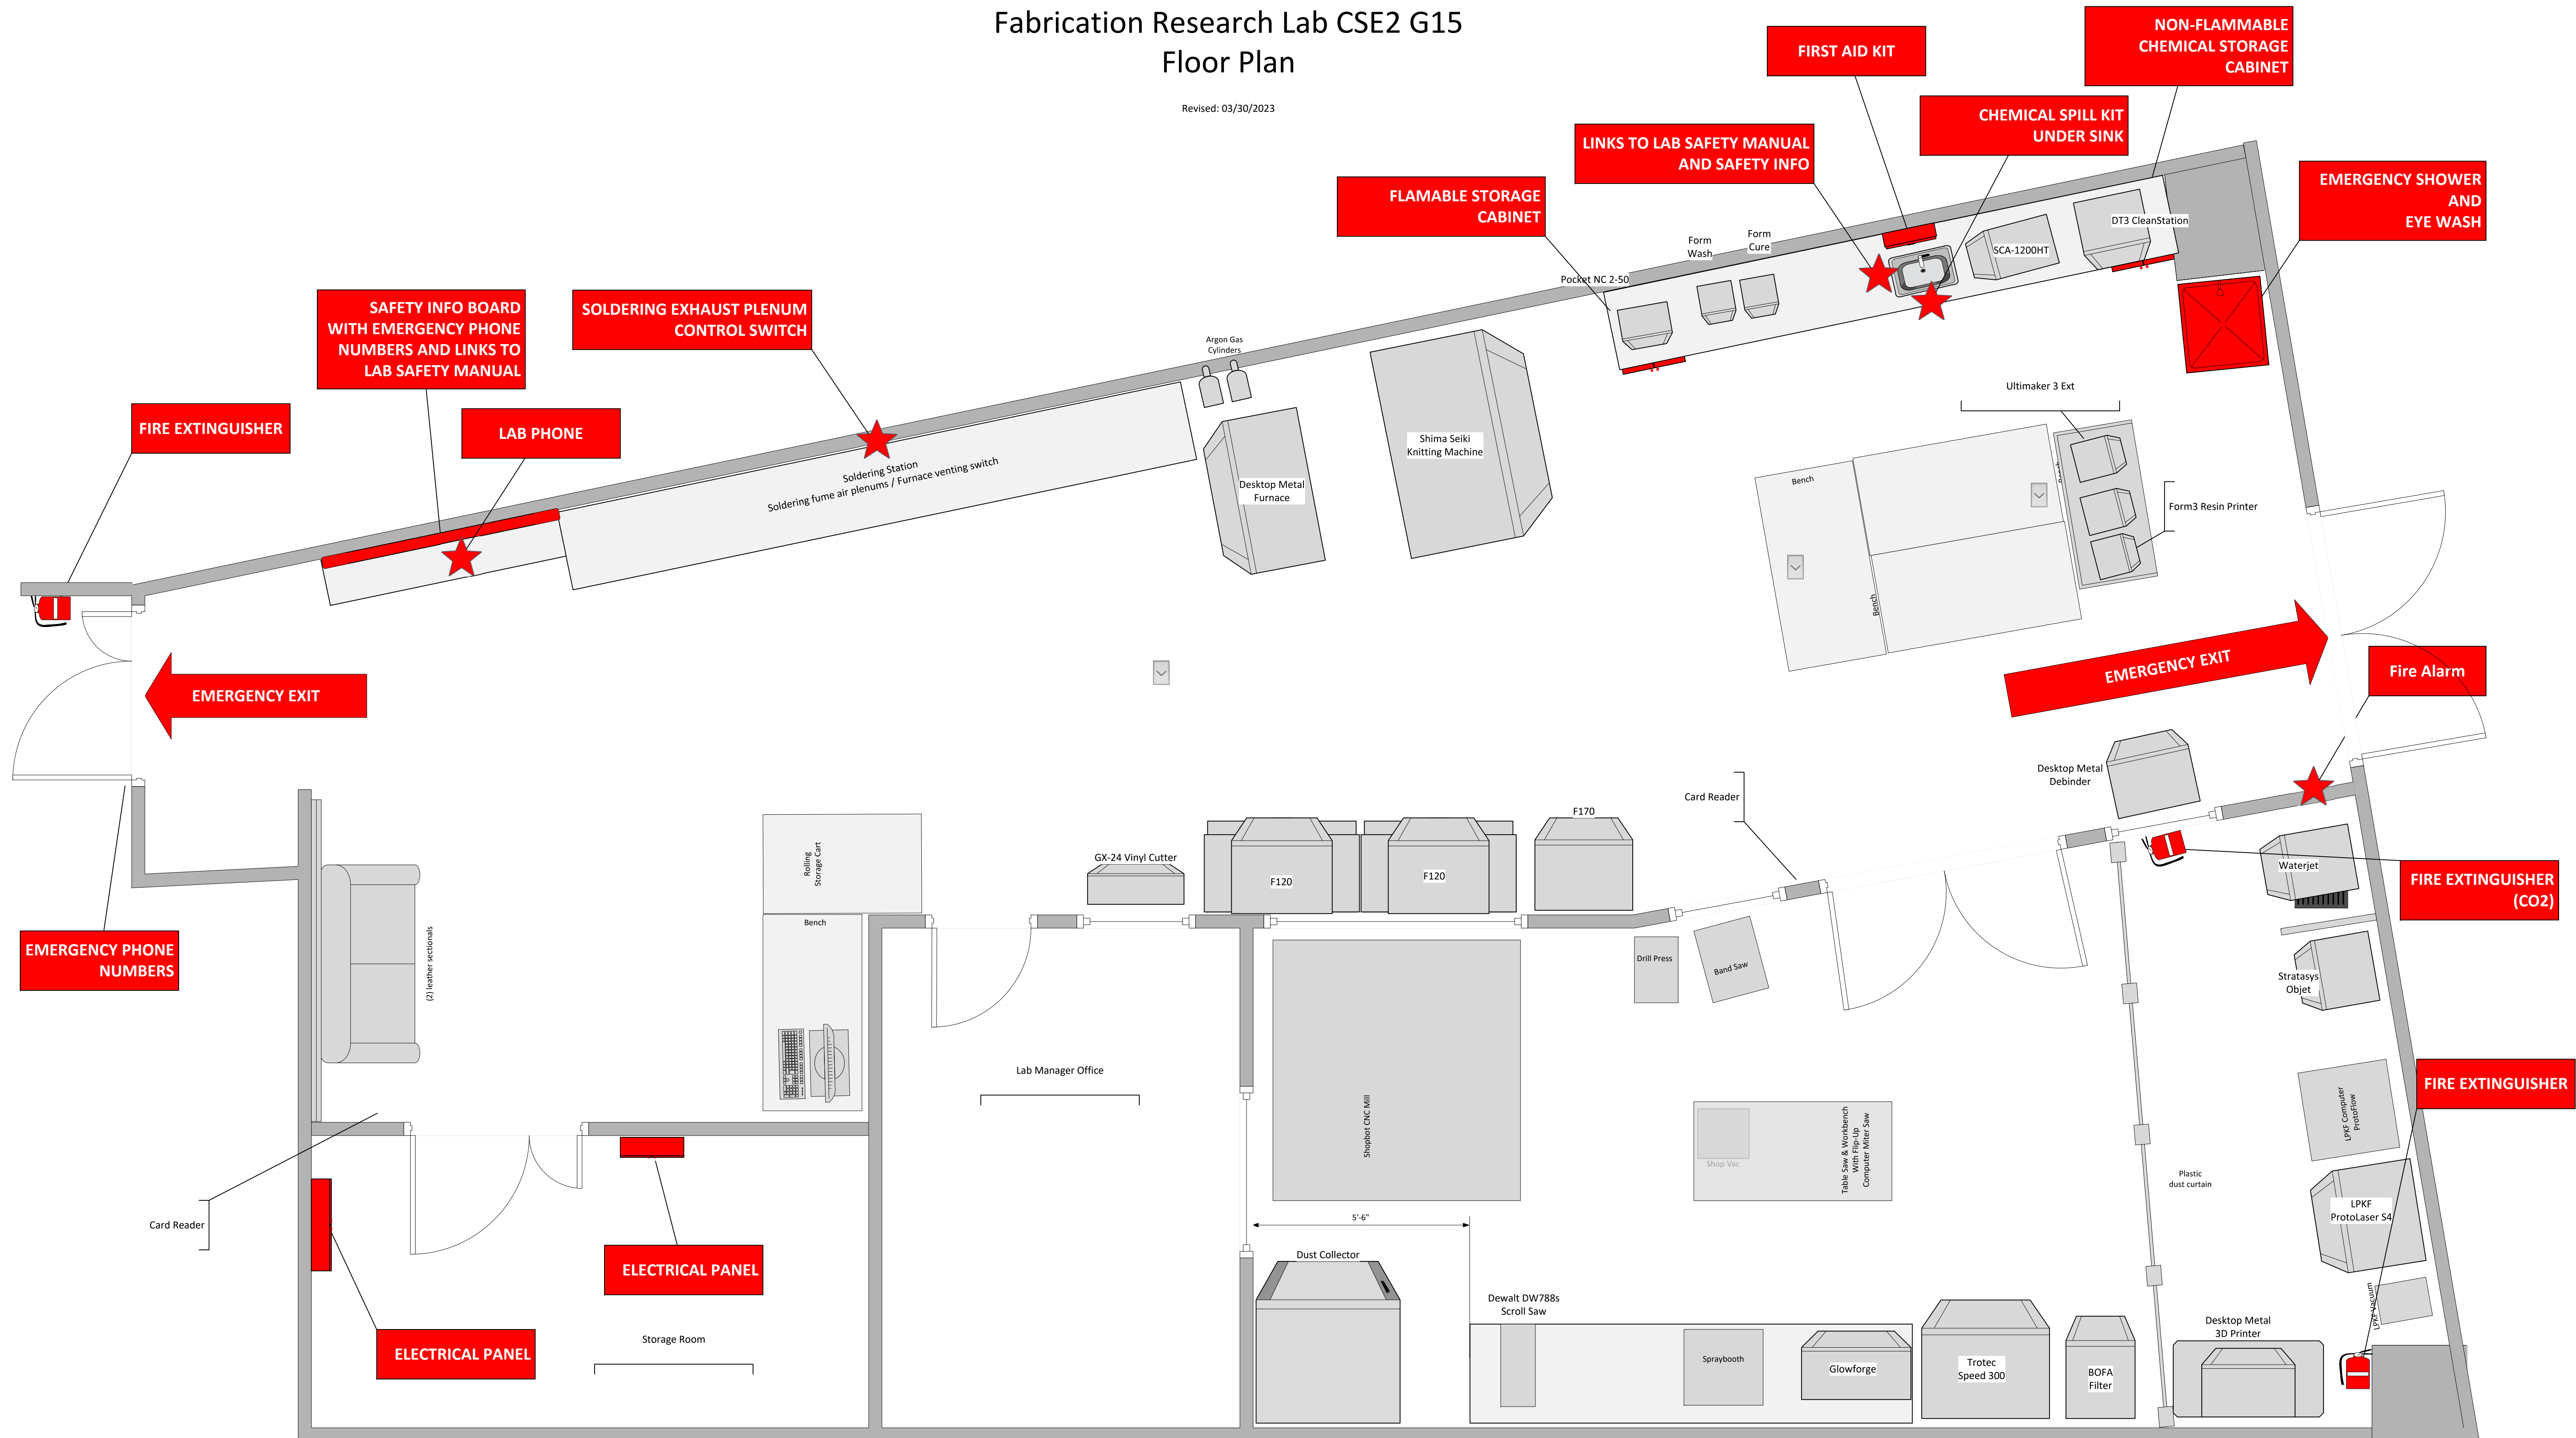 Fabrication Research Lab CSE2 G15
Floor Plan
Revised: 03/30/2023
FIRST AID KIT
NON-FLAMMABLE
CHEMICAL STORAGE
CABINET
CHEMICAL SPILL KIT
UNDER SINK
LINKS TO LAB SAFETY MANUAL
AND SAFETY INFO
FLAMABLE STORAGE
CABINET
EMERGENCY SHOWER
AND
EYE WASH
DT3 CleanStation
SCA-1200HT
Form
Cure
Form
Wash
Pocket NC 2-50
SAFETY INFO BOARD
WITH EMERGENCY PHONE
NUMBERS AND LINKS TO
LAB SAFETY MANUAL
SOLDERING EXHAUST PLENUM
CONTROL SWITCH
FIRE EXTINGUISHER
LAB PHONE
Argon Gas
Cylinders
Soldering Station
Soldering fume air plenums / Furnace venting switch
Desktop Metal
Furnace
Shima Seiki
Knitting Machine
Ultimaker 3 Ext
Bench
Form3 Resin Printer
Bench
EMERGENCY EXIT
EMERGENCY EXIT
Fire Alarm
Desktop Metal
Debinder
Card Reader
F170
GX-24 Vinyl Cutter
F120
F120
Rolling
Storage Cart
Bench
Waterjet
FIRE EXTINGUISHER
(CO2)
EMERGENCY PHONE
NUMBERS
(2) leather sectionals
Drill Press
Band Saw
Stratasys
Objet
Lab Manager Office
FIRE EXTINGUISHER
Shopbot CNC Mill
Shop Vac
Table Saw & Workbench
With Flip-Up
Computer Miter Saw
LPKF Computer
ProtoFlow
Plastic
dust curtain
LPKF
ProtoLaser S4
Card Reader
5'-6"
Dust Collector
ELECTRICAL PANEL
Dewalt DW788s
Scroll Saw
LPKF Vacuum
Storage Room
ELECTRICAL PANEL
Spraybooth
Glowforge
Trotec
Speed 300
BOFA
Filter
Desktop Metal
3D Printer